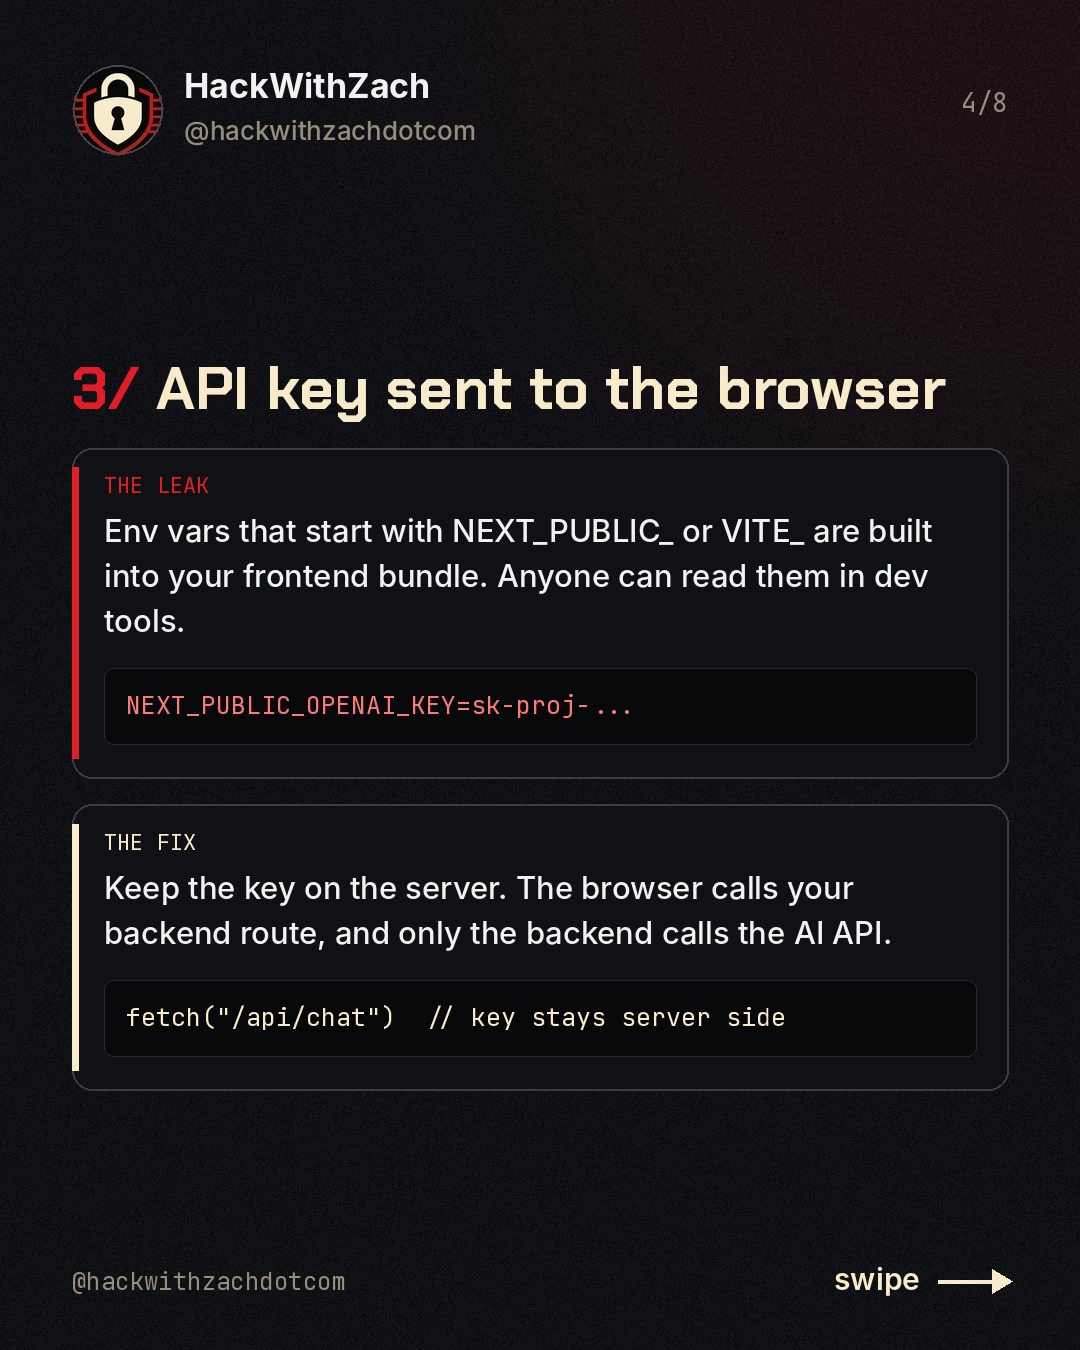 HackWithZach
@hackwithzachdotcom
4/8
3/ API key sent to the browser
THE LEAK
Env vars that start with NEXT_PUBLIC_ or VITE_ are built
into your frontend bundle. Anyone can read them in dev
tools.
NEXT_PUBLIC_OPENAI_KEY=sk-proj-...
THE FIX
Keep the key on the server. The browser calls your
backend route, and only the backend calls the AI API.
fetch("/api/chat")  // key stays server side
@hackwithzachdotcom
swipe